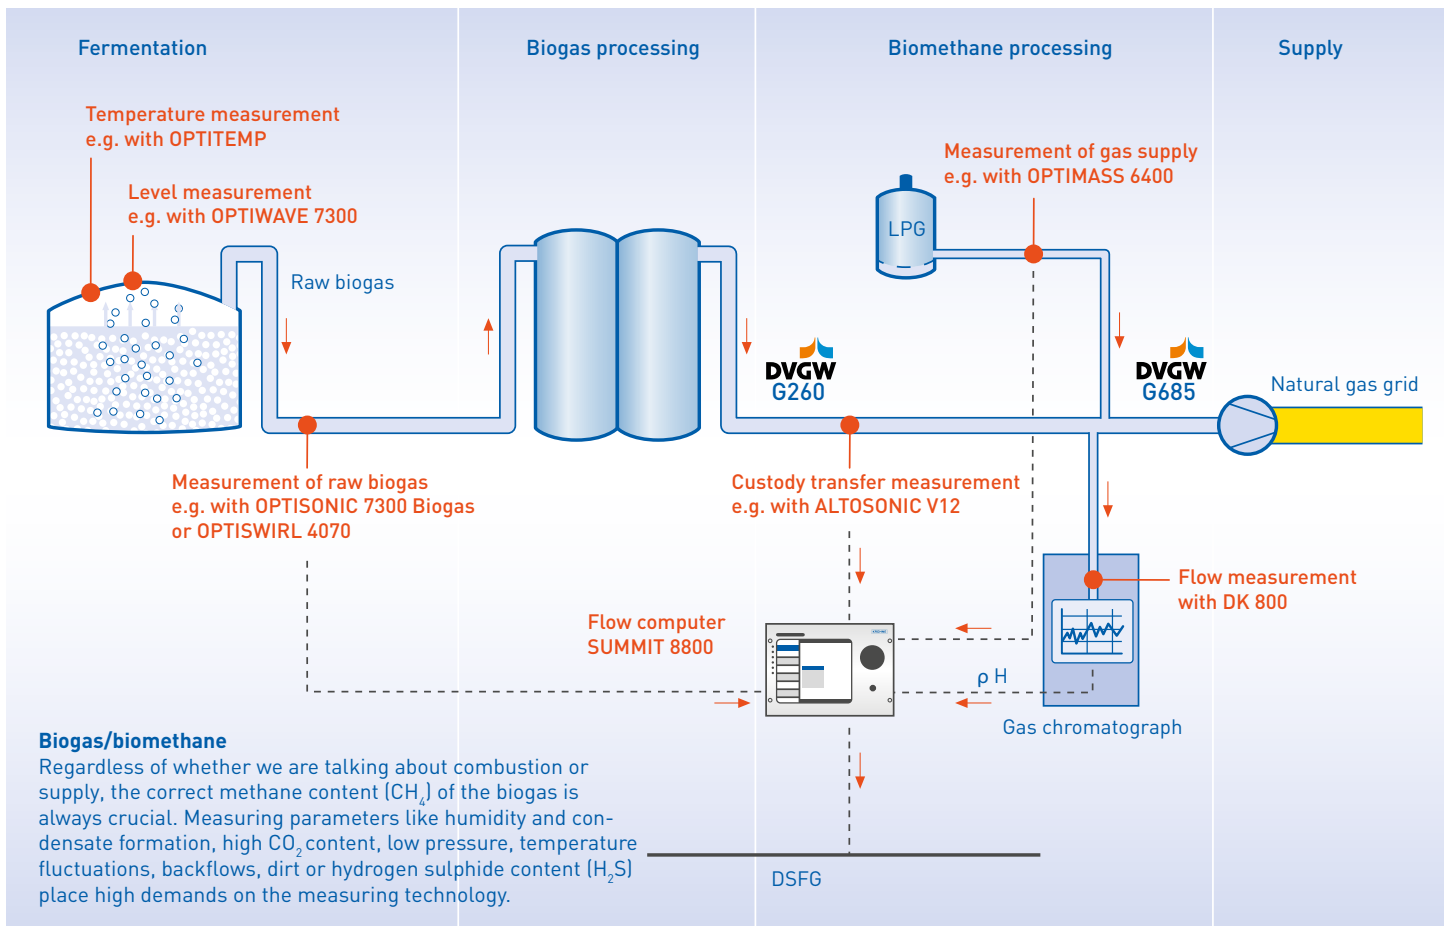 Fermentation
Biogas processing
Biomethane processing
Supply
Temperature measurement
e.g. with OPTITEMP
Level measurement
e.g. with OPTIWAVE 7300
Raw biogas
Measurement of gas supply
e.g. with OPTIMASS 6400
LPG
DVGW
G260
DVGW
G685
Natural gas grid
Measurement of raw biogas
e.g. with OPTISONIC 7300 Biogas
or OPTISWIRL 4070
Custody transfer measurement
e.g. with ALTOSONIC V12
Flow measurement
with DK 800
Flow computer
SUMMIT 8800
KROHNE
ρ H
Gas chromatograph
Biogas/biomethane
Regardless of whether we are talking about combustion or
supply, the correct methane content (CH₄) of the biogas is
always crucial. Measuring parameters like humidity and con-
densate formation, high CO₂ content, low pressure, temperature
fluctuations, backflows, dirt or hydrogen sulphide content (H₂S)
place high demands on the measuring technology.
DSFG